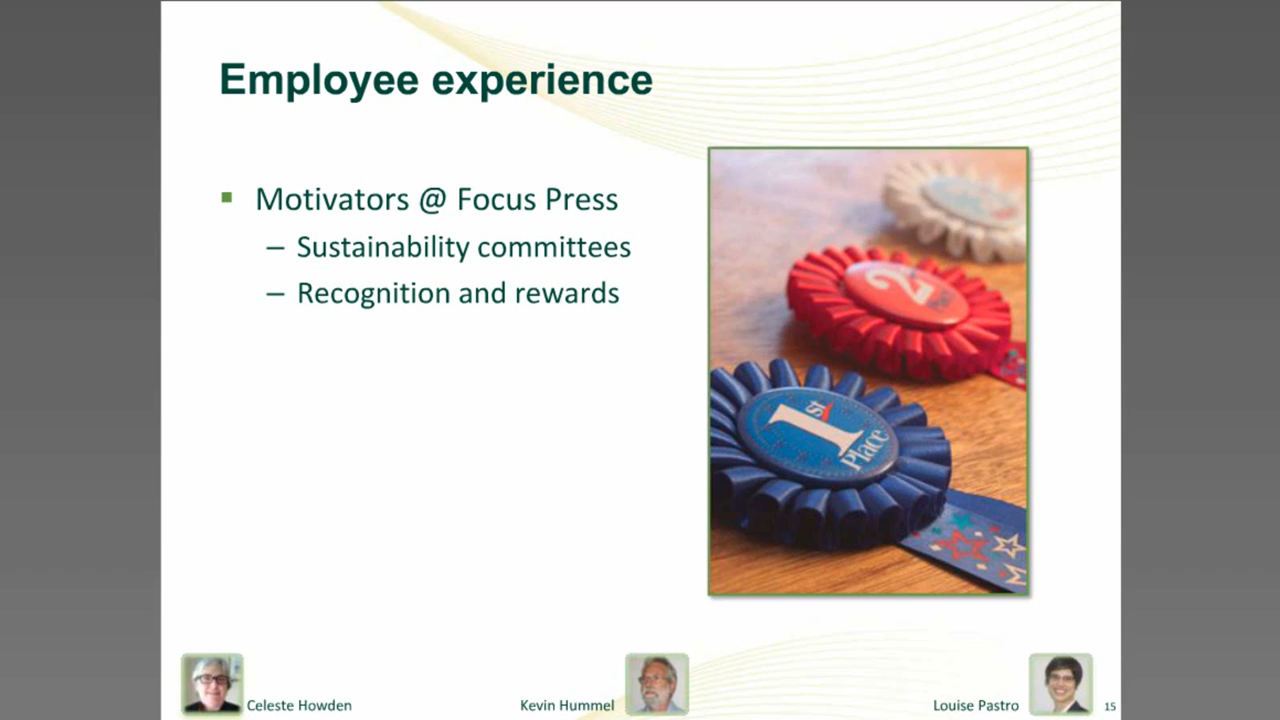 Employee experience
Motivators @ Focus Press
– Sustainability committees
– Recognition and rewards
2
1st
Place
Celeste Howden
Kevin Hummel
Louise Pastro
15